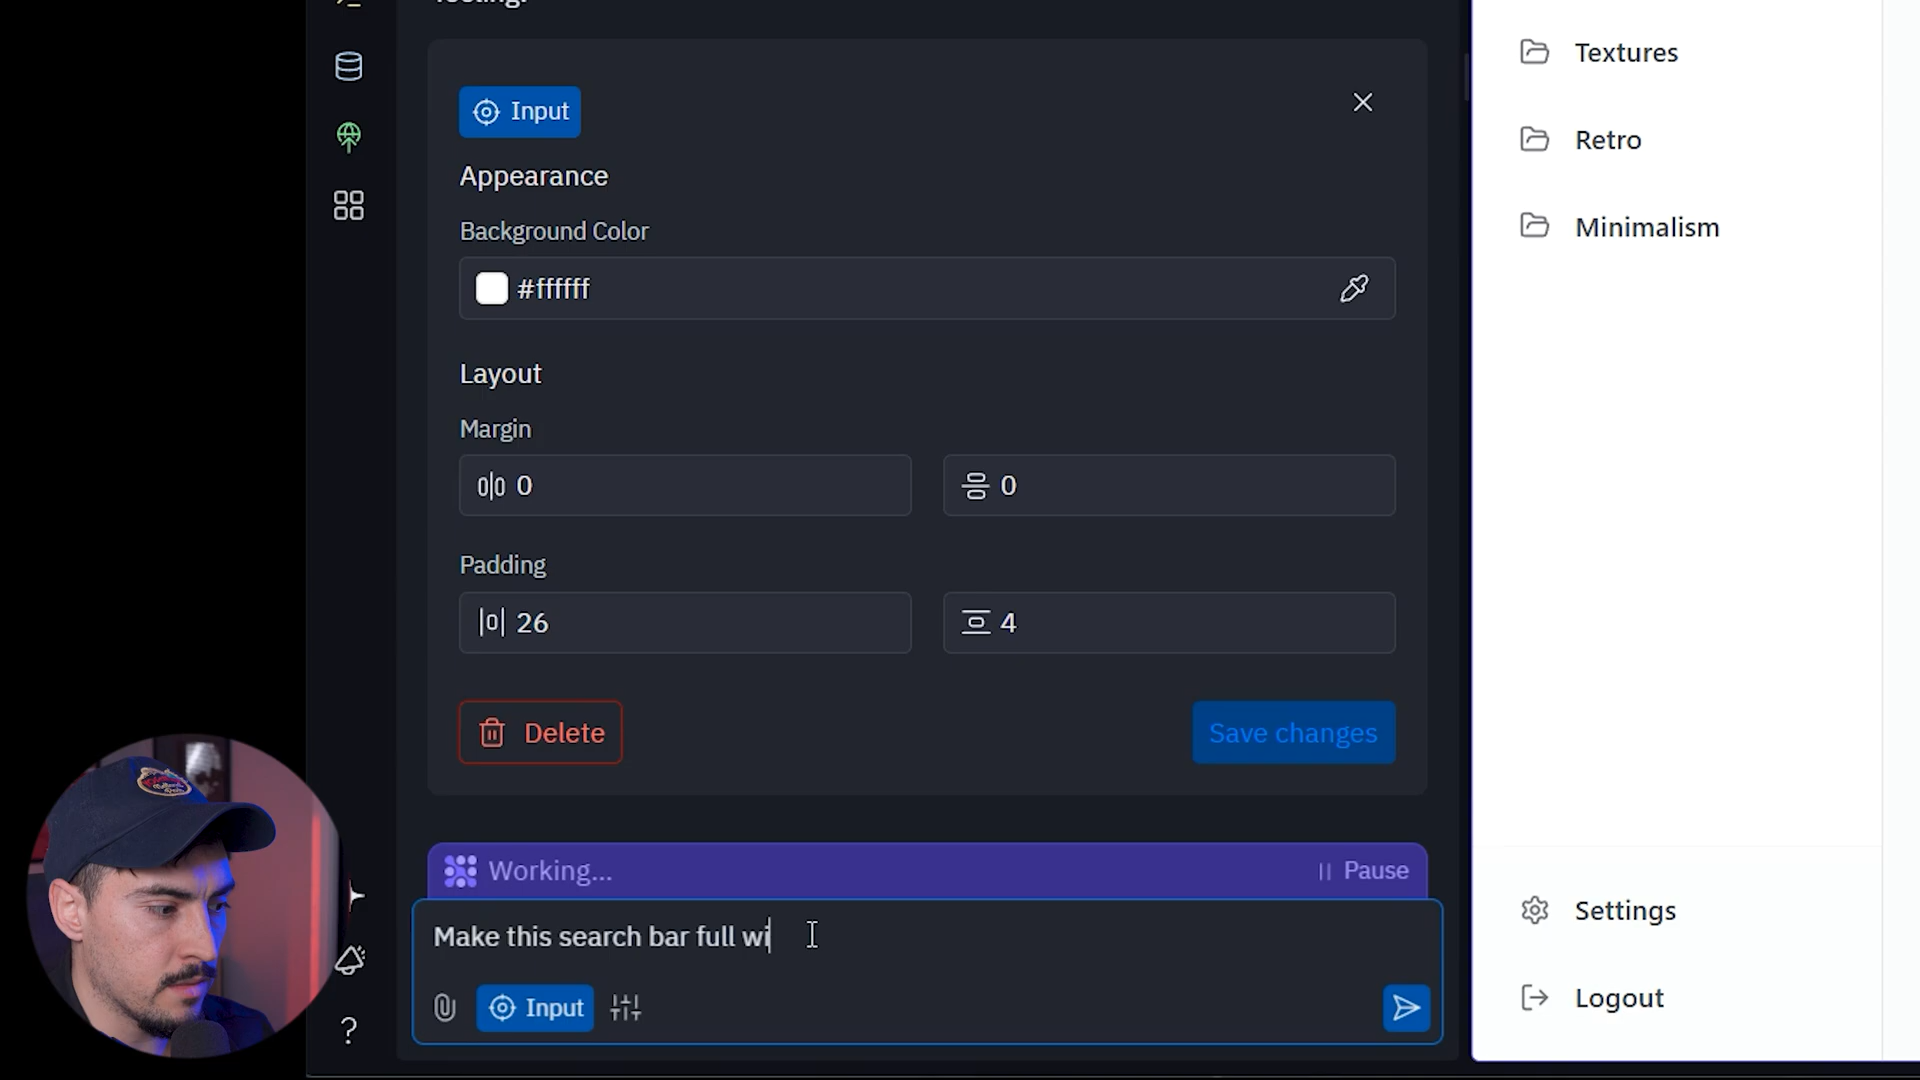 Input
Appearance
Background Color
#ffffff
Layout
Margin
0
0
Padding
26
4
Delete
Save changes
Working...
Pause
Make this search bar full wi
Input
Textures
Retro
Minimalism
Settings
Logout